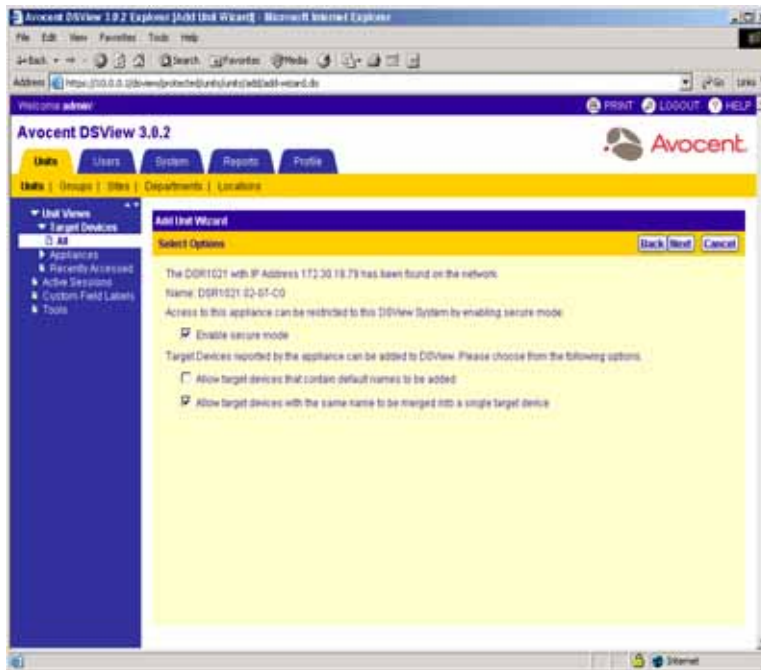 Avocent DSView 3.0.2 Explorer [Add Unit Wizard] - Microsoft Internet Explorer
File Edit View Favorites Tools Help
Back Search Favorites Media
Address Go Links
Welcome admin PRINT LOGOUT HELP
Avocent DSView 3.0.2
Avocent.
Units Users System Reports Profile
Units | Groups | Sites | Departments | Locations
Unit Views
Target Devices
All
Appliances
Recently Accessed
Active Sessions
Custom Field Labels
Tools
Add Unit Wizard
Select Options Back Next Cancel
The DSR1021 with IP Address 172.30.19.79 has been found on the network.
Name: DSR1021 02-07-C0
Access to this appliance can be restricted to this DSView System by enabling secure mode.
Enable secure mode
Target Devices reported by the appliance can be added to DSView. Please choose from the following options.
Allow target devices that contain default names to be added
Allow target devices with the same name to be merged into a single target device
Internet